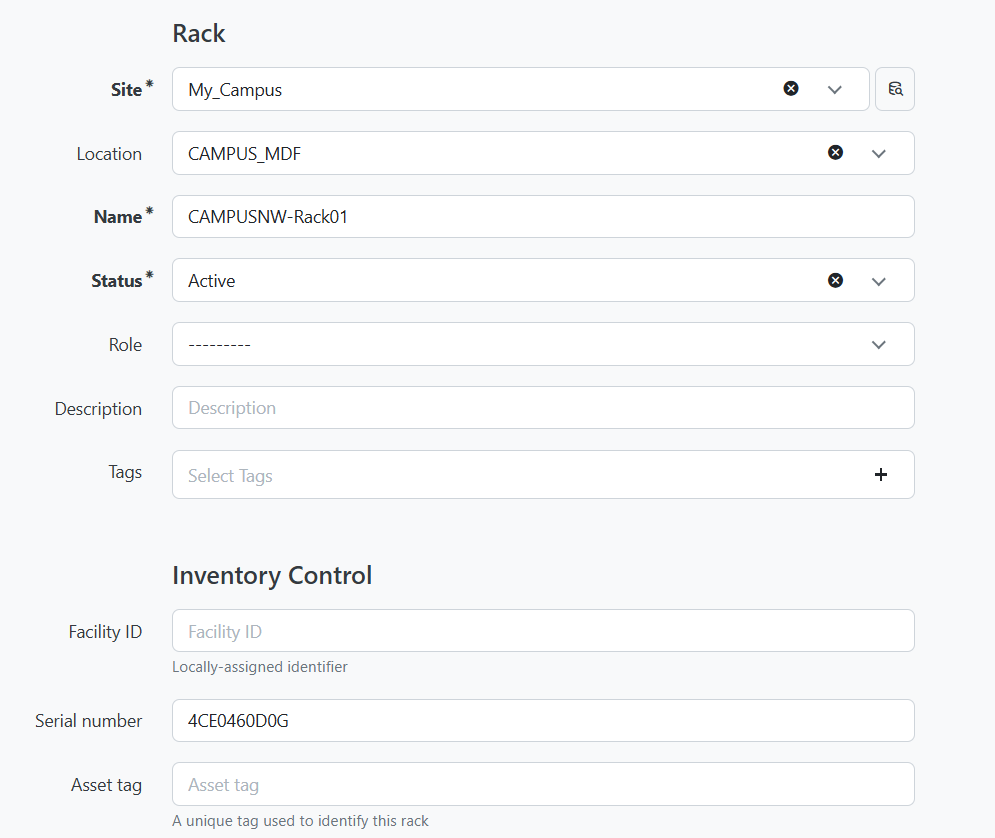 Rack
Site *
My_Campus
Location
CAMPUS_MDF
Name *
CAMPUSNW-Rack01
Status *
Active
Role
---------
Description
Description
Tags
Select Tags
Inventory Control
Facility ID
Facility ID
Locally-assigned identifier
Serial number
4CE0460D0G
Asset tag
Asset tag
A unique tag used to identify this rack